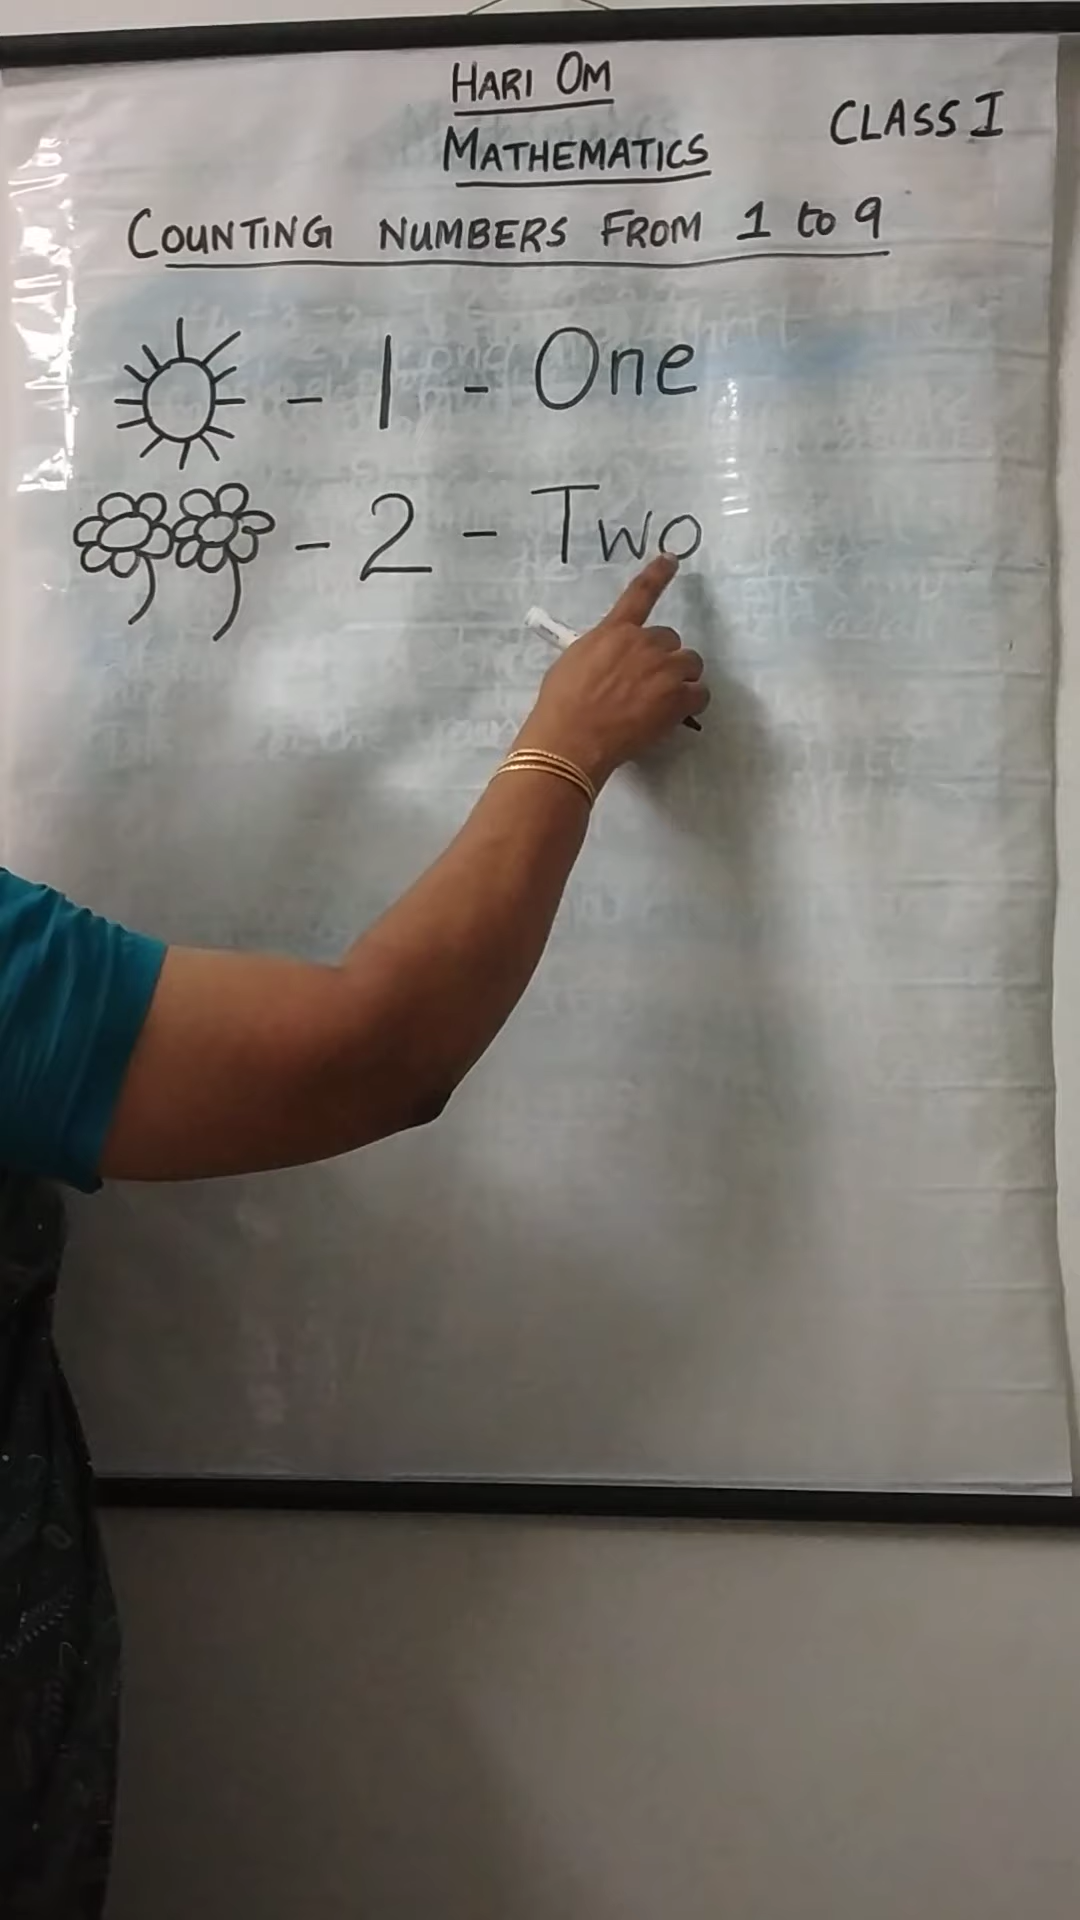 HARI OM
MATHEMATICS
CLASS I
COUNTING NUMBERS FROM 1 to 9
- 1 - One
- 2 - Two